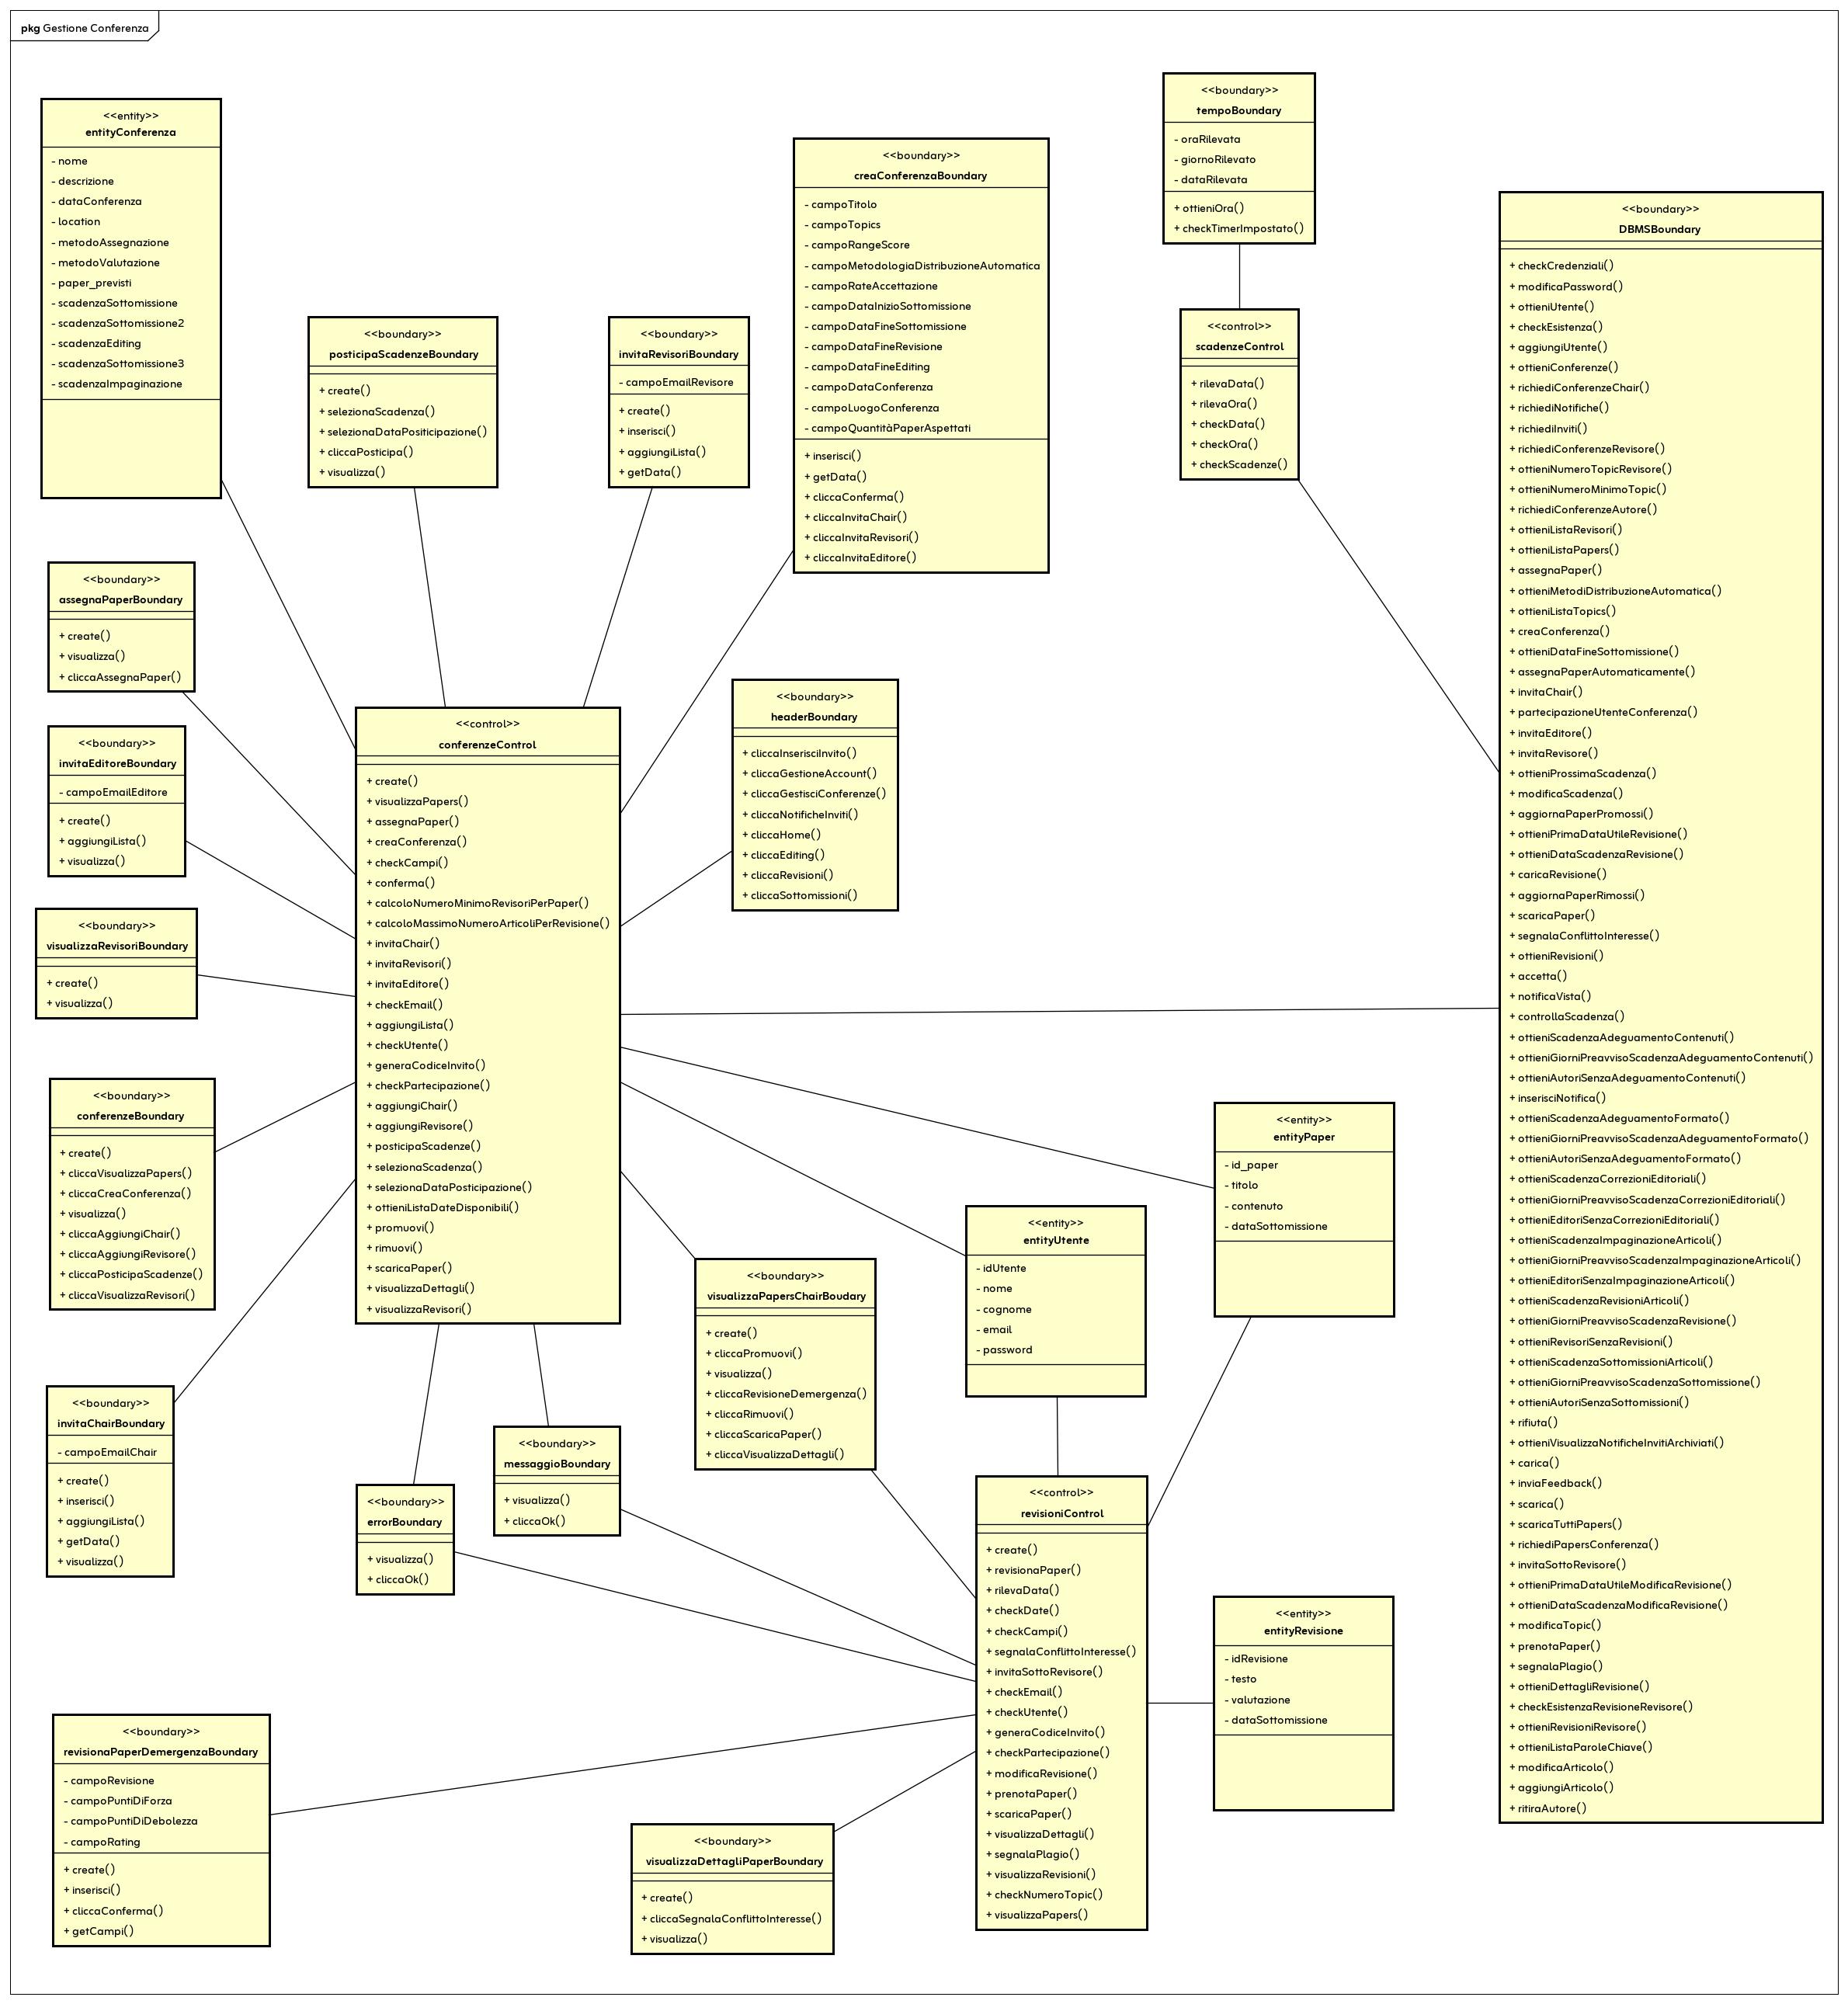 pkg Gestione Conferenza
<<entity>>
entityConferenza
- nome
- descrizione
- dataConferenza
- location
- metodoAssegnazione
- metodoValutazione
- paper_previsti
- scadenzaSottomissione
- scadenzaSottomissione2
- scadenzaEditing
- scadenzaSottomissione3
- scadenzaImpaginazione
<<boundary>>
posticipaScadenzeBoundary
+ create()
+ selezionaScadenza()
+ selezionaDataPositicipazione()
+ cliccaPosticipa()
+ visualizza()
<<boundary>>
invitaRevisoriBoundary
- campoEmailRevisore
+ create()
+ inserisci()
+ aggiungiLista()
+ getData()
<<boundary>>
creaConferenzaBoundary
- campoTitolo
- campoTopics
- campoRangeScore
- campoMetodologiaDistribuzioneAutomatica
- campoRateAccettazione
- campoDataInizioSottomissione
- campoDataFineSottomissione
- campoDataFineRevisione
- campoDataFineEditing
- campoDataConferenza
- campoLuogoConferenza
- campoQuantitàPaperAspettati
+ inserisci()
+ getData()
+ cliccaConferma()
+ cliccaInvitaChair()
+ cliccaInvitaRevisori()
+ cliccaInvitaEditore()
<<boundary>>
tempoBoundary
- oraRilevata
- giornoRilevato
- dataRilevata
+ ottieniOra()
+ checkTimerImpostato()
<<control>>
scadenzeControl
+ rilevaData()
+ rilevaOra()
+ checkData()
+ checkOra()
+ checkScadenze()
<<boundary>>
DBMSBoundary
+ checkCredenziali()
+ modificaPassword()
+ ottieniUtente()
+ checkEsistenza()
+ aggiungiUtente()
+ ottieniConferenze()
+ richiediConferenzeChair()
+ richiediNotifiche()
+ richiediInviti()
+ richiediConferenzeRevisore()
+ ottieniNumeroTopicRevisore()
+ ottieniNumeroMinimoTopic()
+ richiediConferenzeAutore()
+ ottieniListaRevisori()
+ ottieniListaPapers()
+ assegnaPaper()
+ ottieniMetodiDistribuzioneAutomatica()
+ ottieniListaTopics()
+ creaConferenza()
+ ottieniDataFineSottomissione()
+ assegnaPaperAutomaticamente()
+ invitaChair()
+ partecipazioneUtenteConferenza()
+ invitaEditore()
+ invitaRevisore()
+ ottieniProssimaScadenza()
+ modificaScadenza()
+ aggiornaPaperPromossi()
+ ottieniPrimaDataUtileRevisione()
+ ottieniDataScadenzaRevisione()
+ caricaRevisione()
+ aggiornaPaperRimossi()
+ scaricaPaper()
+ segnalaConflittoInteresse()
+ ottieniRevisioni()
+ accetta()
+ notificaVista()
+ controllaScadenza()
+ ottieniScadenzaAdeguamentoContenuti()
+ ottieniGiorniPreavvisoScadenzaAdeguamentoContenuti()
+ ottieniAutoriSenzaAdeguamentoContenuti()
+ inserisciNotifica()
+ ottieniScadenzaAdeguamentoFormato()
+ ottieniGiorniPreavvisoScadenzaAdeguamentoFormato()
+ ottieniAutoriSenzaAdeguamentoFormato()
+ ottieniScadenzaCorrezioniEditoriali()
+ ottieniGiorniPreavvisoScadenzaCorrezioniEditoriali()
+ ottieniEditoriSenzaCorrezioniEditoriali()
+ ottieniScadenzaImpaginazioneArticoli()
+ ottieniGiorniPreavvisoScadenzaImpaginazioneArticoli()
+ ottieniEditoriSenzaImpaginazioneArticoli()
+ ottieniScadenzaRevisioniArticoli()
+ ottieniGiorniPreavvisoScadenzaRevisione()
+ ottieniRevisoriSenzaRevisioni()
+ ottieniScadenzaSottomissioniArticoli()
+ ottieniGiorniPreavvisoScadenzaSottomissione()
+ ottieniAutoriSenzaSottomissioni()
+ rifiuta()
+ ottieniVisualizzaNotificheInvitiArchiviati()
+ carica()
+ inviaFeedback()
+ scarica()
+ scaricaTuttiPapers()
+ richiediPapersConferenza()
+ invitaSottoRevisore()
+ ottieniPrimaDataUtileModificaRevisione()
+ ottieniDataScadenzaModificaRevisione()
+ modificaTopic()
+ prenotaPaper()
+ segnalaPlagio()
+ ottieniDettagliRevisione()
+ checkEsistenzaRevisioneRevisore()
+ ottieniRevisioniRevisore()
+ ottieniListaParoleChiave()
+ modificaArticolo()
+ aggiungiArticolo()
+ ritiraAutore()
<<boundary>>
assegnaPaperBoundary
+ create()
+ visualizza()
+ cliccaAssegnaPaper()
<<boundary>>
invitaEditoreBoundary
- campoEmailEditore
+ create()
+ aggiungiLista()
+ visualizza()
<<boundary>>
visualizzaRevisoriBoundary
+ create()
+ visualizza()
<<boundary>>
conferenzeBoundary
+ create()
+ cliccaVisualizzaPapers()
+ cliccaCreaConferenza()
+ visualizza()
+ cliccaAggiungiChair()
+ cliccaAggiungiRevisore()
+ cliccaPosticipaScadenze()
+ cliccaVisualizzaRevisori()
<<boundary>>
invitaChairBoundary
- campoEmailChair
+ create()
+ inserisci()
+ aggiungiLista()
+ getData()
+ visualizza()
<<control>>
conferenzeControl
+ create()
+ visualizzaPapers()
+ assegnaPaper()
+ creaConferenza()
+ checkCampi()
+ conferma()
+ calcoloNumeroMinimoRevisoriPerPaper()
+ calcoloMassimoNumeroArticoliPerRevisione()
+ invitaChair()
+ invitaRevisori()
+ invitaEditore()
+ checkEmail()
+ aggiungiLista()
+ checkUtente()
+ generaCodiceInvito()
+ checkPartecipazione()
+ aggiungiChair()
+ aggiungiRevisore()
+ posticipaScadenze()
+ selezionaScadenza()
+ selezionaDataPosticipazione()
+ ottieniListaDateDisponibili()
+ promuovi()
+ rimuovi()
+ scaricaPaper()
+ visualizzaDettagli()
+ visualizzaRevisori()
<<boundary>>
headerBoundary
+ cliccaInserisciInvito()
+ cliccaGestioneAccount()
+ cliccaGestisciConferenze()
+ cliccaNotificheInviti()
+ cliccaHome()
+ cliccaEditing()
+ cliccaRevisioni()
+ cliccaSottomissioni()
<<entity>>
entityPaper
- id_paper
- titolo
- contenuto
- dataSottomissione
<<entity>>
entityUtente
- idUtente
- nome
- cognome
- email
- password
<<boundary>>
visualizzaPapersChairBoudary
+ create()
+ cliccaPromuovi()
+ visualizza()
+ cliccaRevisioneDemergenza()
+ cliccaRimuovi()
+ cliccaScaricaPaper()
+ cliccaVisualizzaDettagli()
<<boundary>>
messaggioBoundary
+ visualizza()
+ cliccaOk()
<<boundary>>
errorBoundary
+ visualizza()
+ cliccaOk()
<<control>>
revisioniControl
+ create()
+ revisionaPaper()
+ rilevaData()
+ checkDate()
+ checkCampi()
+ segnalaConflittoInteresse()
+ invitaSottoRevisore()
+ checkEmail()
+ checkUtente()
+ generaCodiceInvito()
+ checkPartecipazione()
+ modificaRevisione()
+ prenotaPaper()
+ scaricaPaper()
+ visualizzaDettagli()
+ segnalaPlagio()
+ visualizzaRevisioni()
+ checkNumeroTopic()
+ visualizzaPapers()
<<entity>>
entityRevisione
- idRevisione
- testo
- valutazione
- dataSottomissione
<<boundary>>
revisionaPaperDemergenzaBoundary
- campoRevisione
- campoPuntiDiForza
- campoPuntiDiDebolezza
- campoRating
+ create()
+ inserisci()
+ cliccaConferma()
+ getCampi()
<<boundary>>
visualizzaDettagliPaperBoundary
+ create()
+ cliccaSegnalaConflittoInteresse()
+ visualizza()